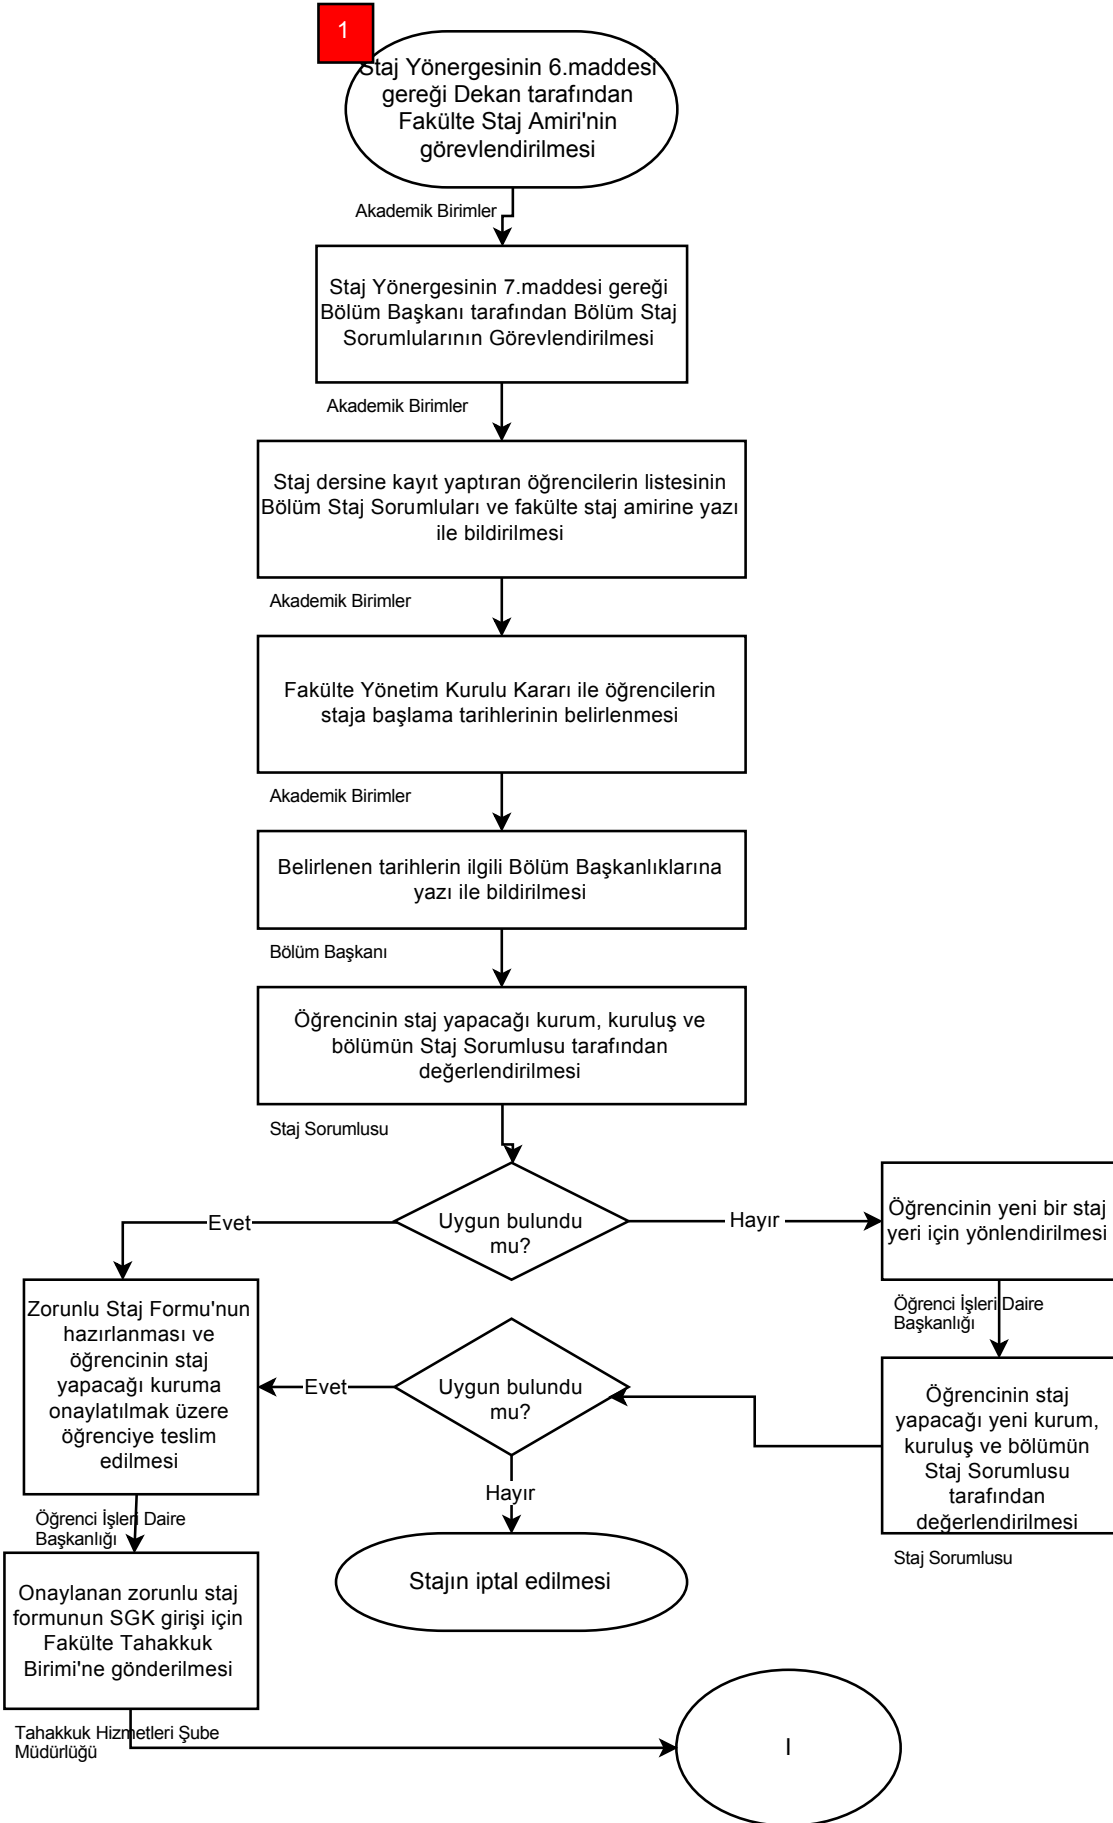 1
Staj Yönergesinin 6.maddesi
gereği Dekan tarafından
Fakülte Staj Amiri'nin
görevlendirilmesi
Akademik Birimler
Staj Yönergesinin 7.maddesi gereği
Bölüm Başkanı tarafından Bölüm Staj
Sorumlularının Görevlendirilmesi
Akademik Birimler
Staj dersine kayıt yaptıran öğrencilerin listesinin
Bölüm Staj Sorumluları ve fakülte staj amirine yazı
ile bildirilmesi
Akademik Birimler
Fakülte Yönetim Kurulu Kararı ile öğrencilerin
staja başlama tarihlerinin belirlenmesi
Akademik Birimler
Belirlenen tarihlerin ilgili Bölüm Başkanlıklarına
yazı ile bildirilmesi
Bölüm Başkanı
Öğrencinin staj yapacağı kurum, kuruluş ve
bölümün Staj Sorumlusu tarafından
değerlendirilmesi
Staj Sorumlusu
Uygun bulundu
mu?
Evet
Hayır
Öğrencinin yeni bir staj
yeri için yönlendirilmesi
Öğrenci İşleri Daire
Başkanlığı
Öğrencinin staj
yapacağı yeni kurum,
kuruluş ve bölümün
Staj Sorumlusu
tarafından
değerlendirilmesi
Staj Sorumlusu
Uygun bulundu
mu?
Evet
Hayır
Stajın iptal edilmesi
Zorunlu Staj Formu'nun
hazırlanması ve
öğrencinin staj
yapacağı kuruma
onaylatılmak üzere
öğrenciye teslim
edilmesi
Öğrenci İşleri Daire
Başkanlığı
Onaylanan zorunlu staj
formunun SGK girişi için
Fakülte Tahakkuk
Birimi'ne gönderilmesi
Tahakkuk Hizmetleri Şube
Müdürlüğü
I